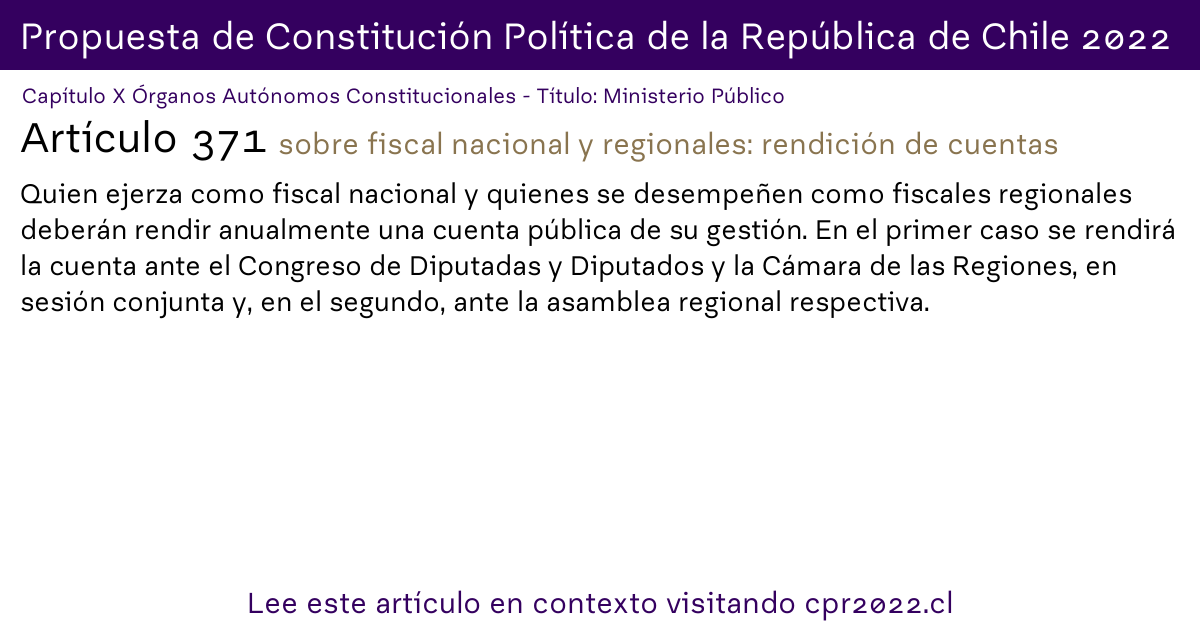 Propuesta de Constitución Política de la República de Chile 2022
Capítulo X Órganos Autónomos Constitucionales - Título: Ministerio Público
Artículo 371 sobre fiscal nacional y regionales: rendición de cuentas
Quien ejerza como fiscal nacional y quienes se desempeñen como fiscales regionales
deberán rendir anualmente una cuenta pública de su gestión. En el primer caso se rendirá
la cuenta ante el Congreso de Diputadas y Diputados y la Cámara de las Regiones, en
sesión conjunta y, en el segundo, ante la asamblea regional respectiva.
Lee este artículo en contexto visitando cpr2022.cl